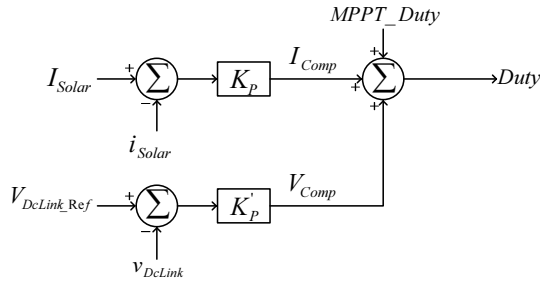 MPPT_Duty
I_Solar + Σ − K_P I_Comp + + + Σ Duty
i_Solar
V_DcLink_Ref + Σ − K'_P V_Comp
v_DcLink